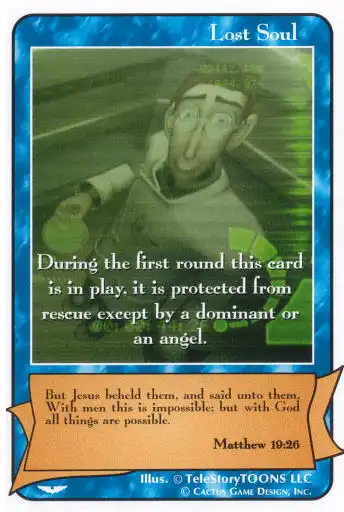 Lost Soul
During the first round this card
is in play, it is protected from
rescue except by a dominant or
an angel.
But Jesus beheld them, and said unto them,
With men this is impossible; but with God
all things are possible.
Matthew 19:26
Illus. © TeleStoryTOONS LLC
© Cactus Game Design, Inc.